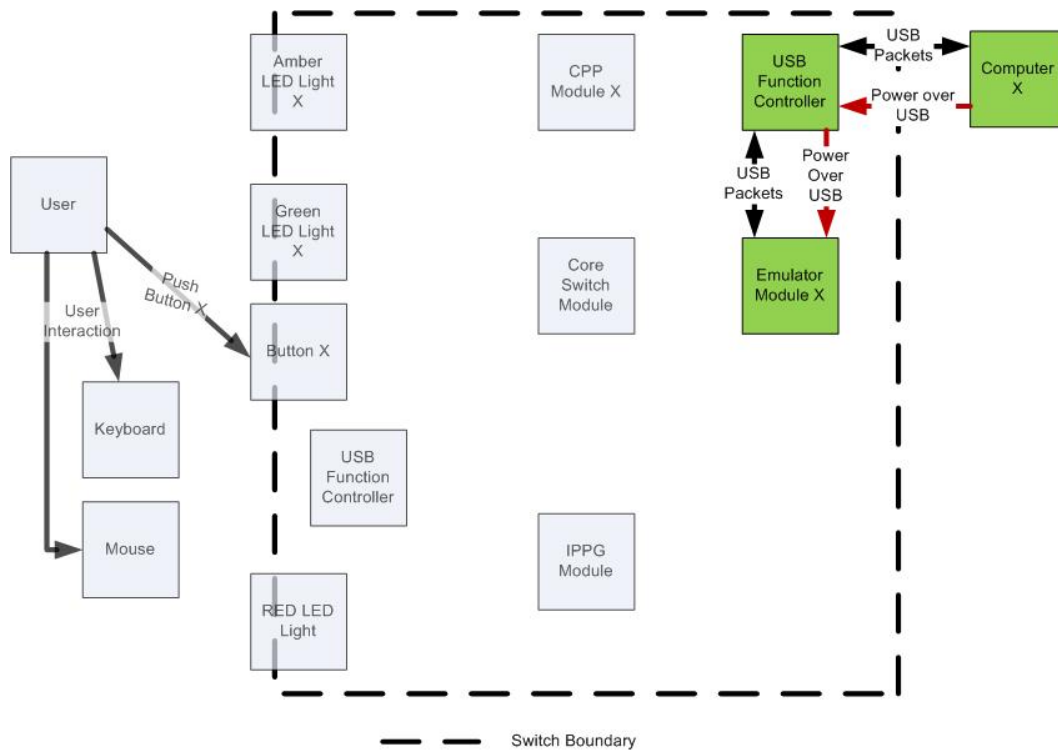 Amber
LED Light
X
CPP
Module X
USB
Function
Controller
USB
Packets
Computer
X
Power over
USB
User
Green
LED Light
X
USB
Packets
Power
Over
USB
Push
Button X
User
Interaction
Core
Switch
Module
Emulator
Module X
Button X
Keyboard
USB
Function
Controller
Mouse
IPPG
Module
RED LED
Light
Switch Boundary